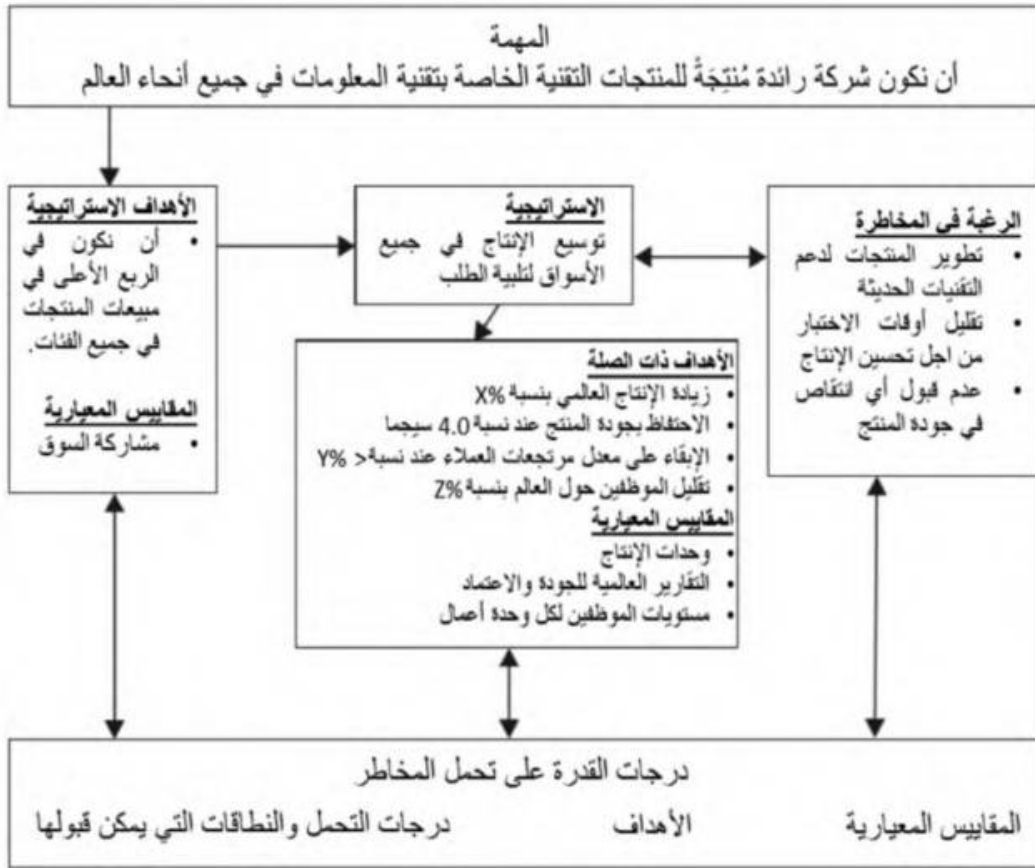 المهمة
أن نكون شركة رائدة مُنتِجَةً للمنتجات التقنية الخاصة بتقنية المعلومات في جميع أنحاء العالم
الرغبة في المخاطرة
• تطوير المنتجات لدعم
التقنيات الحديثة
• تقليل أوقات الاختبار
من اجل تحسين الإنتاج
• عدم قبول أي انتقاص
في جودة المنتج
الإستراتيجية
توسيع الإنتاج في جميع
الأسواق لتلبية الطلب
الأهداف الإستراتيجية
• أن نكون في
الربع الأعلى في
مبيعات المنتجات
في جميع الفئات.
المقاييس المعيارية
• مشاركة السوق
الأهداف ذات الصلة
• زيادة الإنتاج العالمي بنسبة X%
• الاحتفاظ بجودة المنتج عند نسبة 4.0 سيجما
• الإبقاء على معدل مرتجعات العملاء عند نسبة > Y%
• تقليل الموظفين حول العالم بنسبة Z%
المقاييس المعيارية
• وحدات الإنتاج
• التقارير العالمية للجودة والاعتماد
• مستويات الموظفين لكل وحدة أعمال
درجات القدرة على تحمل المخاطر
المقاييس المعيارية الأهداف درجات التحمل والنطاقات التي يمكن قبولها